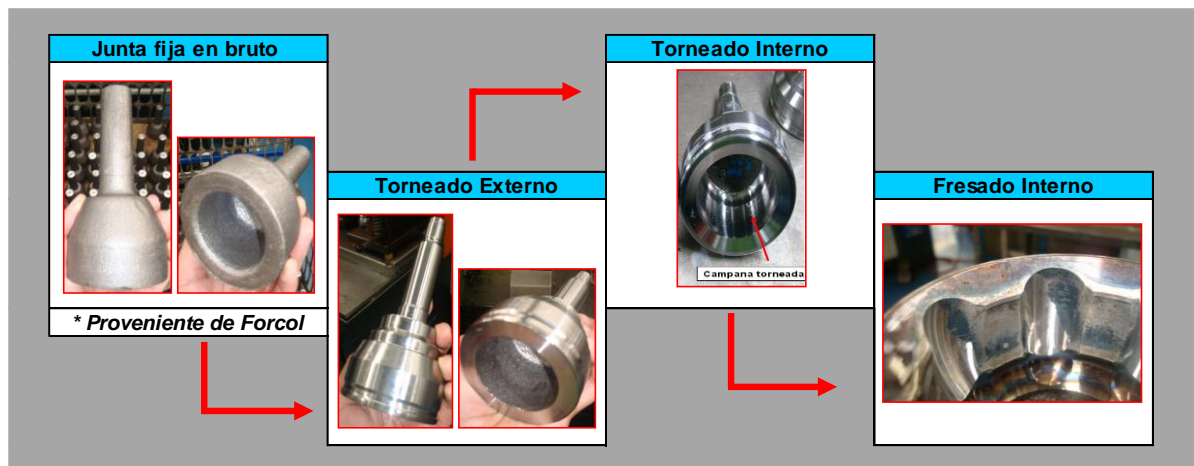 Junta fija en bruto
* Proveniente de Forcol
Torneado Externo
Torneado Interno
Campana torneada
Fresado Interno